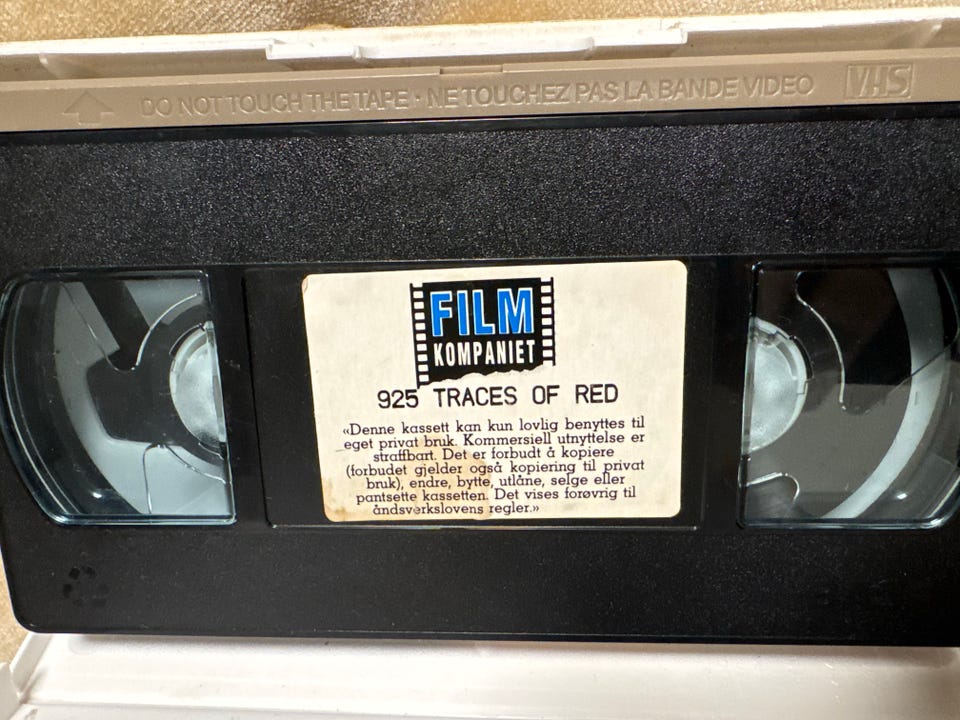 DO NOT TOUCH THE TAPE • NE TOUCHEZ PAS LA BANDE VIDEO VHS
FILM
KOMPANIET
925 TRACES OF RED
«Denne kassett kan kun lovlig benyttes til
eget privat bruk. Kommersiell utnyttelse er
straffbart. Det er forbudt å kopiere
(forbudet gjelder også kopiering til privat
bruk), endre, bytte, utlåne, selge eller
pantsette kassetten. Det vises forøvrig til
åndsverkslovens regler.»